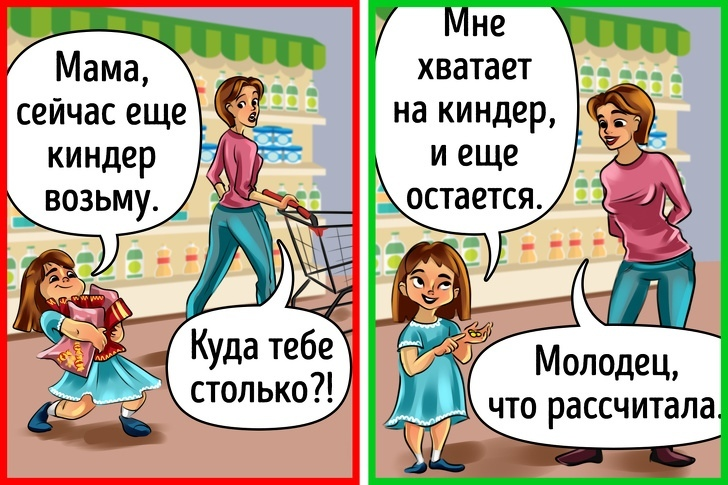 Мама,
сейчас еще
киндер
возьму.
Куда тебе
столько?!
Мне
хватает
на киндер,
и еще
остается.
Молодец,
что рассчитала.